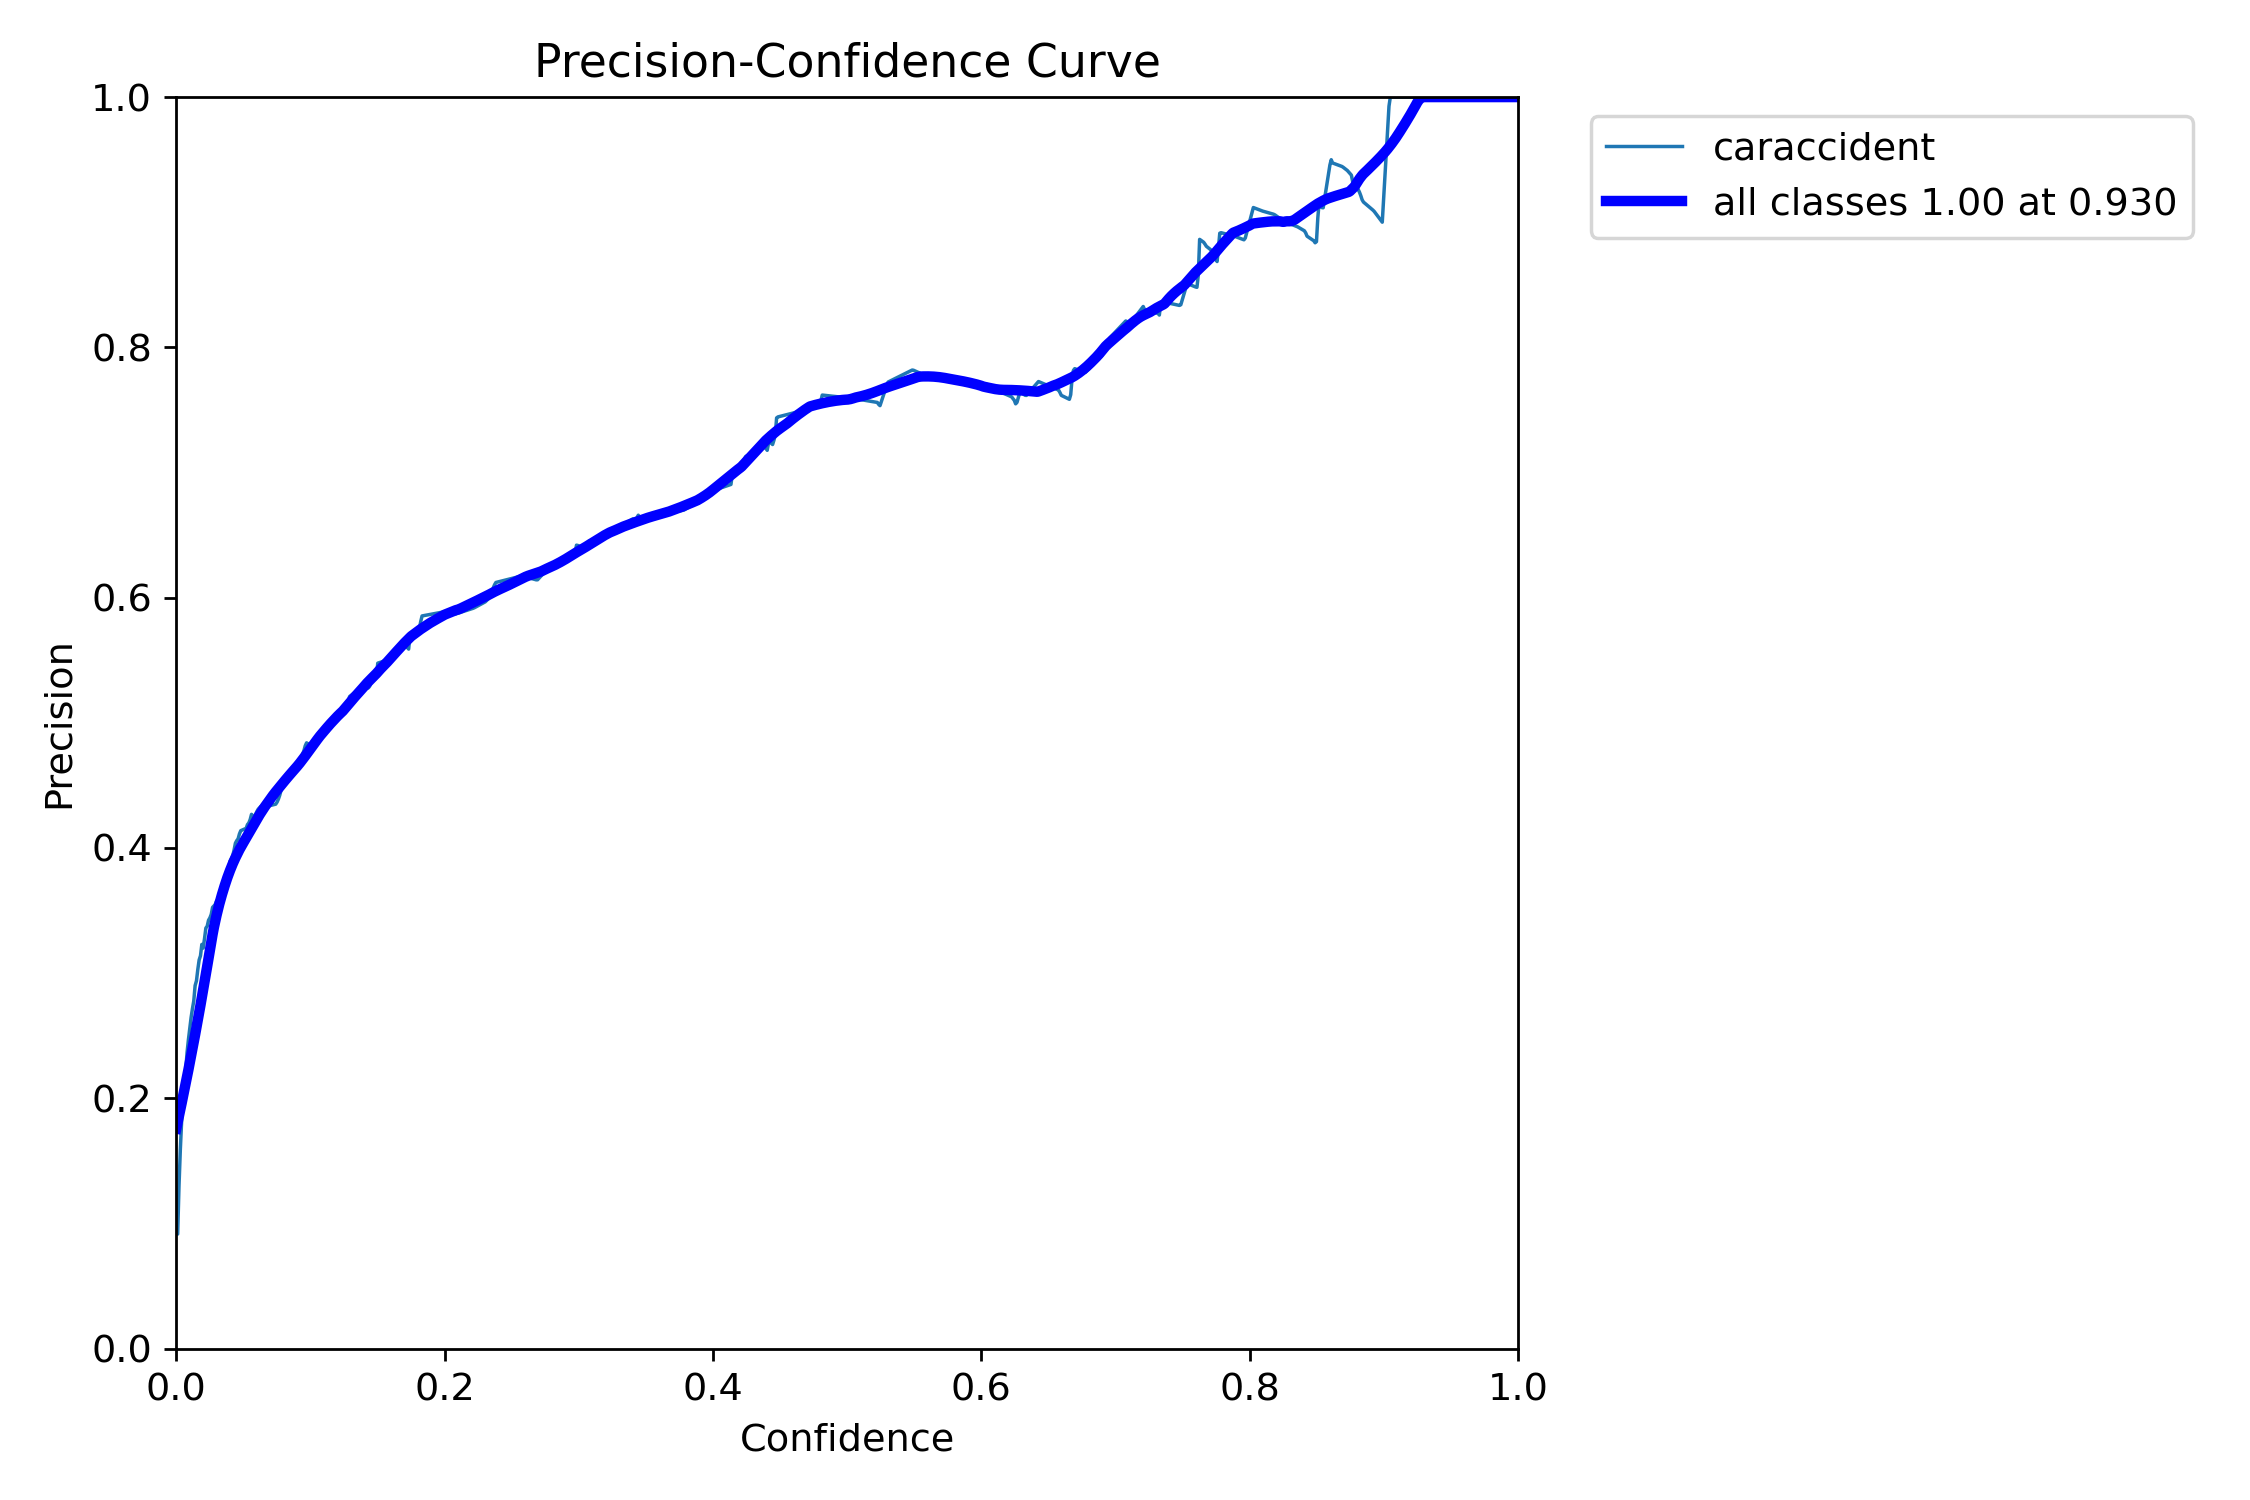 Precision-Confidence Curve
1.0
0.8
0.6
0.4
0.2
0.0
Precision
0.0 0.2 0.4 0.6 0.8 1.0
Confidence
caraccident
all classes 1.00 at 0.930